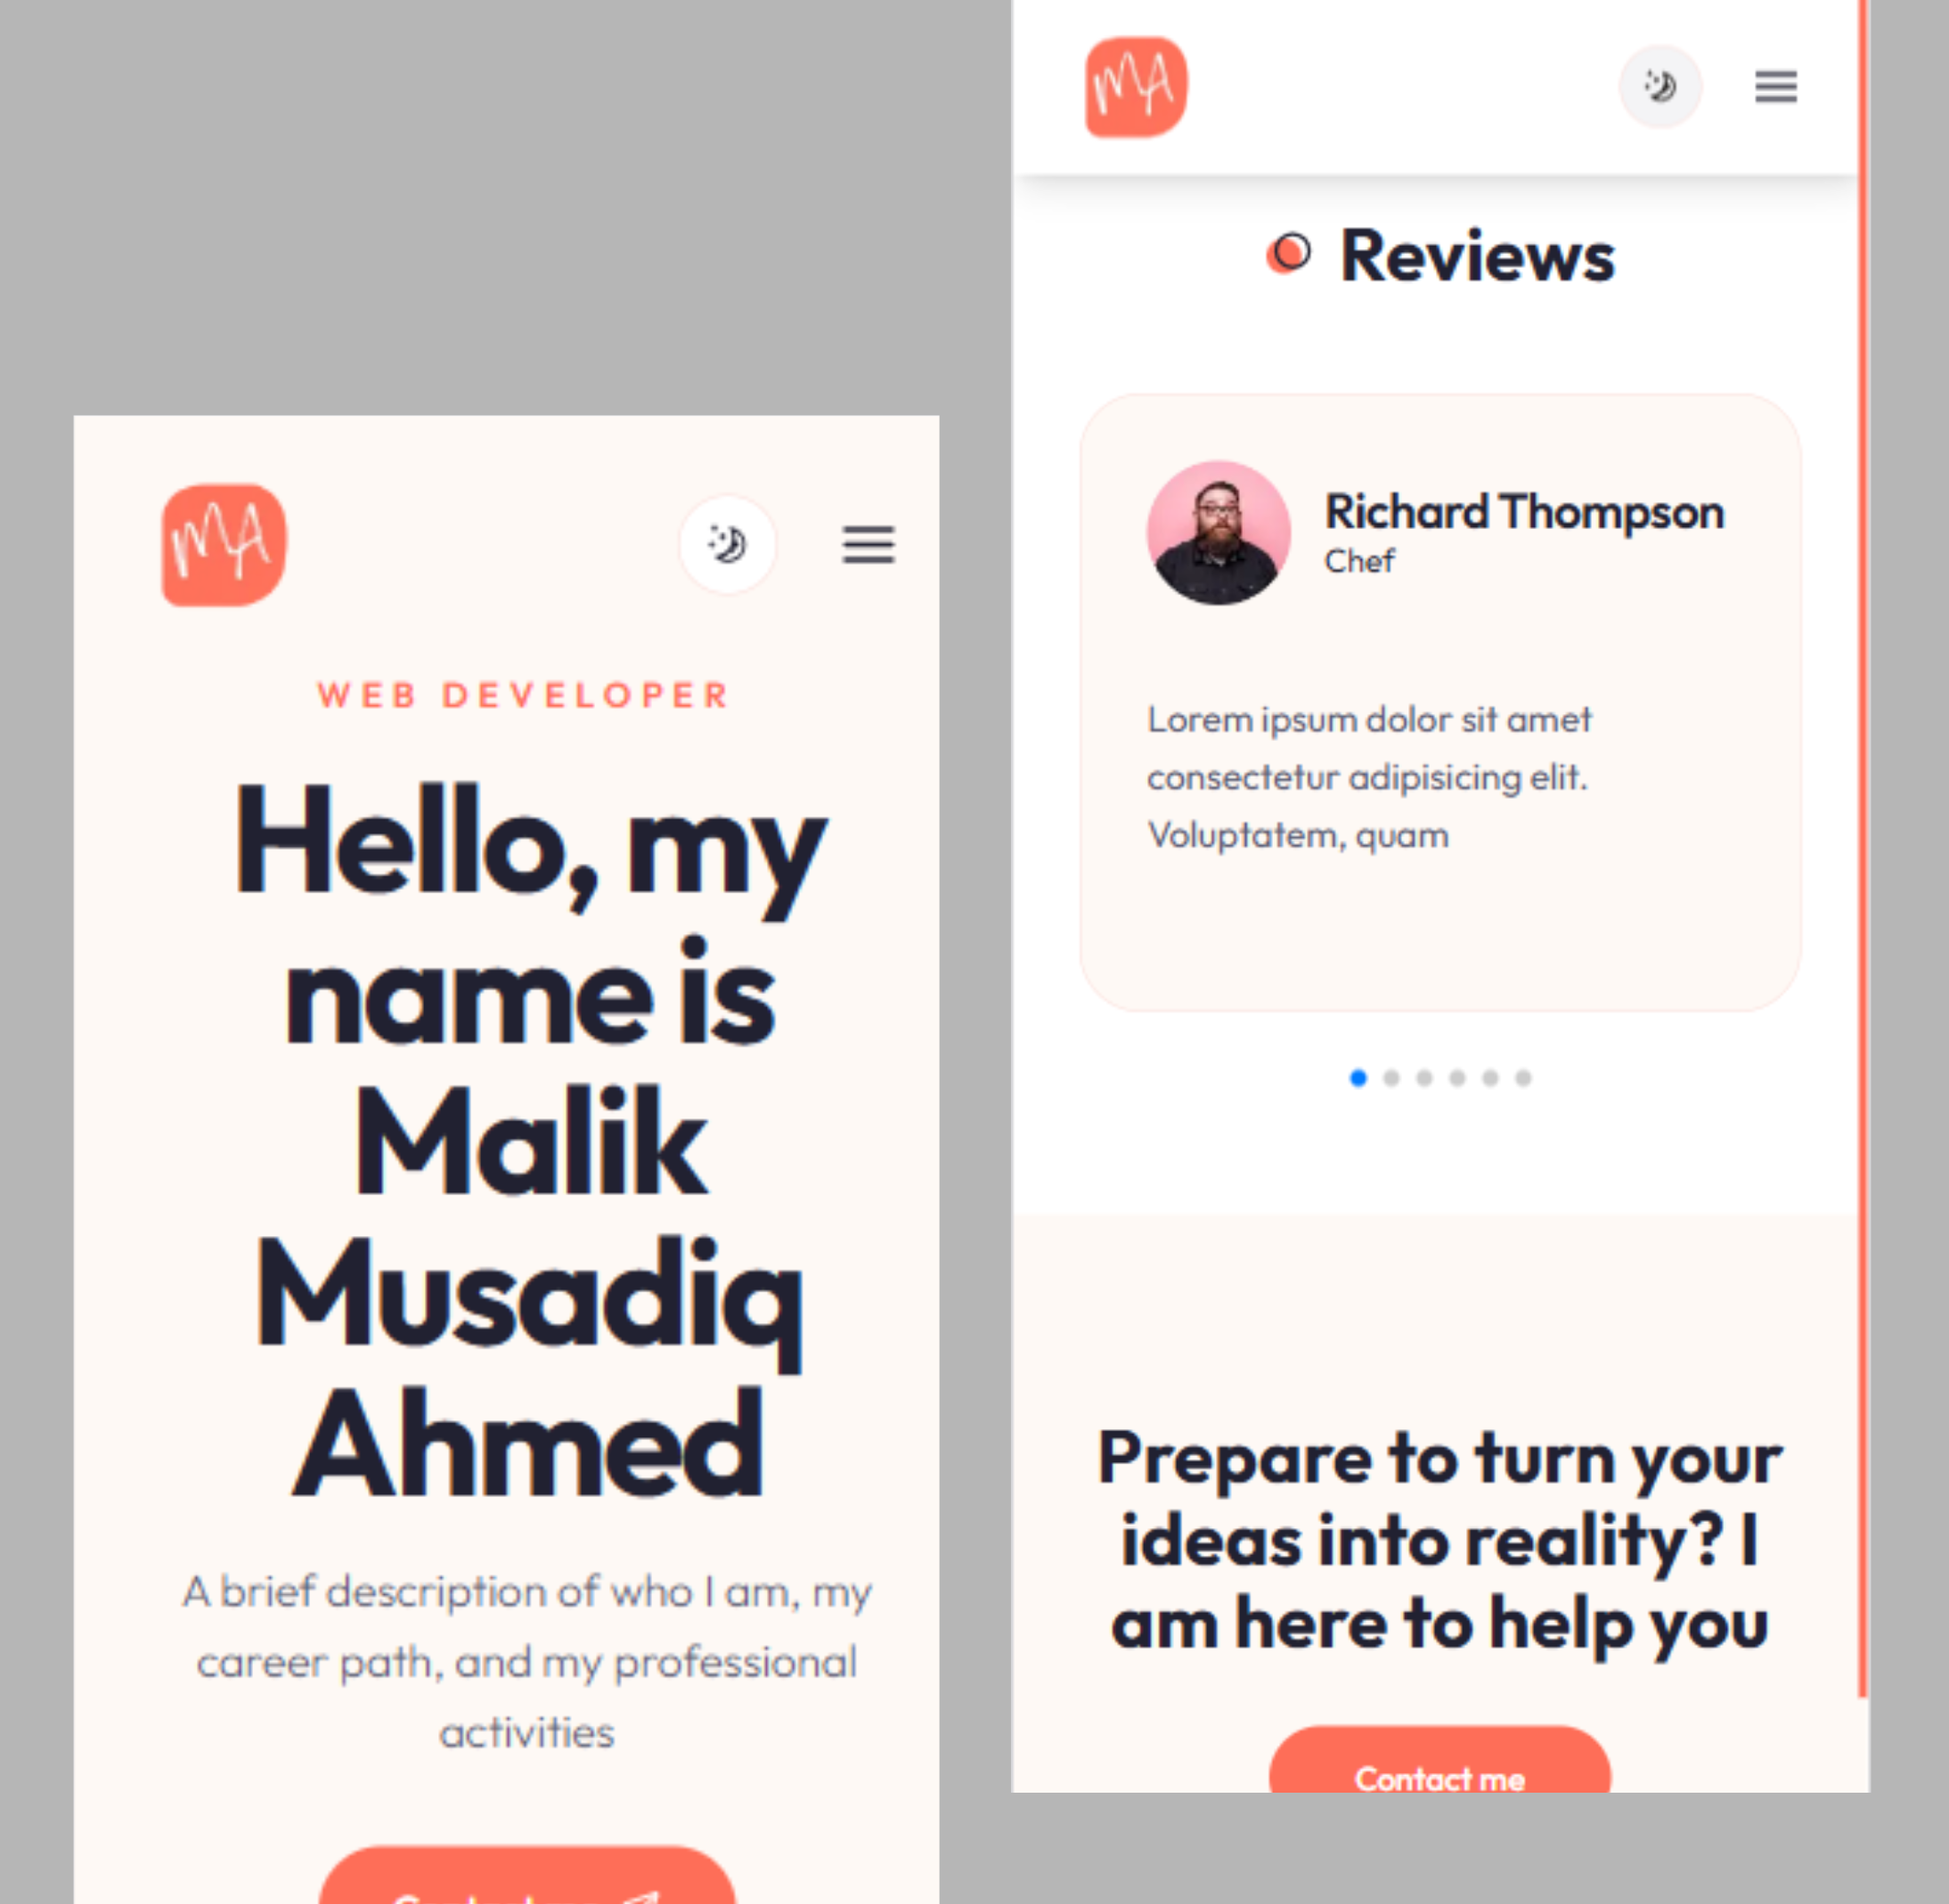 MA
WEB DEVELOPER
Hello, my
name is
Malik
Musadiq
Ahmed
A brief description of who I am, my
career path, and my professional
activities
MA
Reviews
Richard Thompson
Chef
Lorem ipsum dolor sit amet
consectetur adipisicing elit.
Voluptatem, quam
Prepare to turn your
ideas into reality? I
am here to help you
Contact me